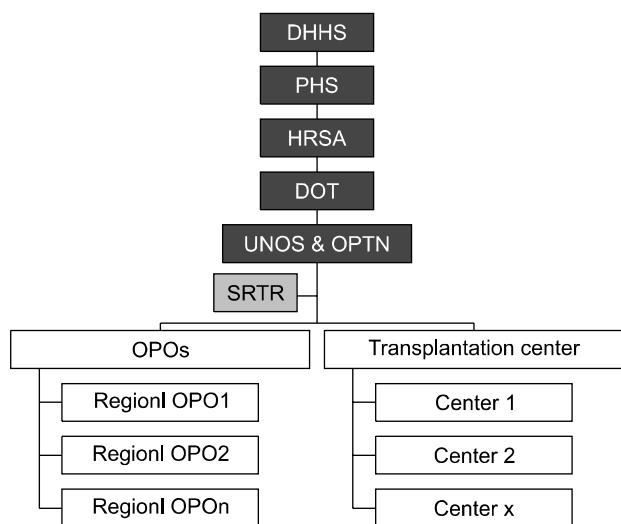 DHHS
PHS
HRSA
DOT
UNOS & OPTN
SRTR
OPOs
Transplantation center
Regionl OPO1
Center 1
Regionl OPO2
Center 2
Regionl OPOn
Center x